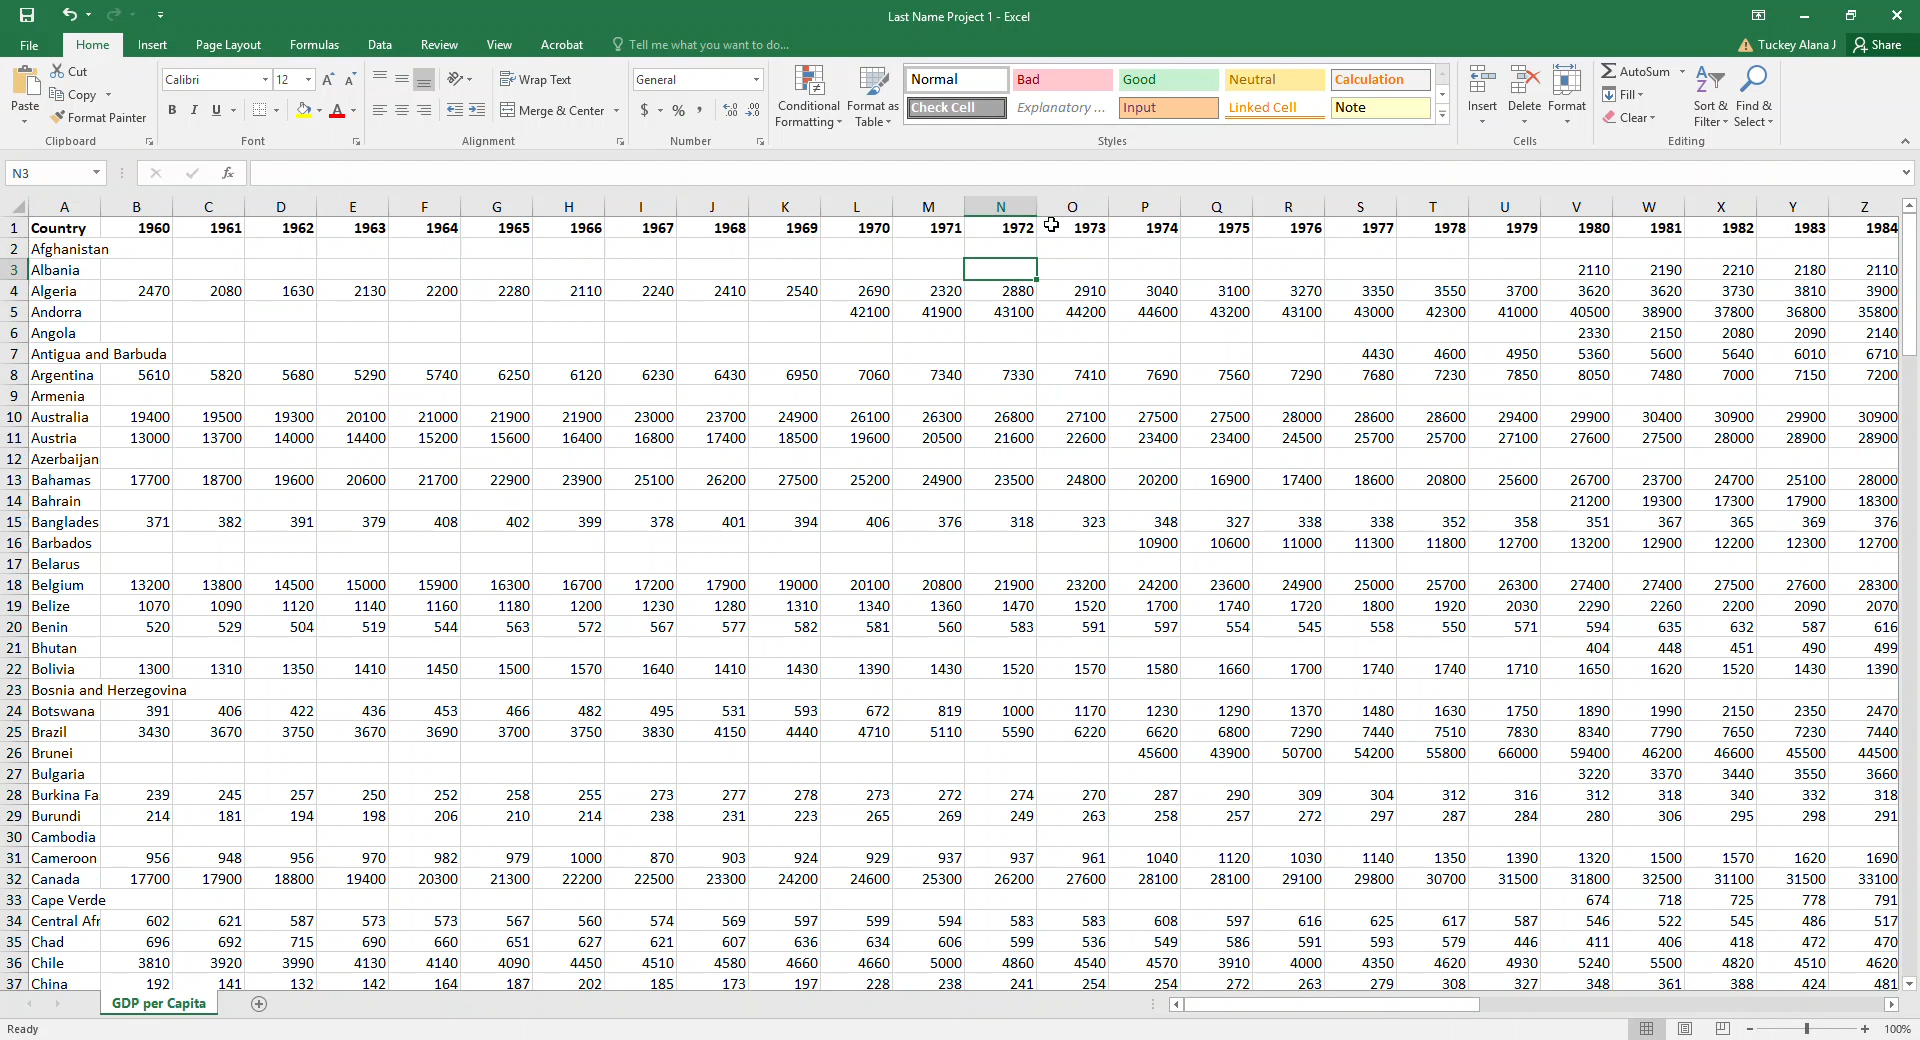 Last Name Project 1 - Excel
File Home Insert Page Layout Formulas Data Review View Acrobat Tell me what you want to do... Tuckey Alana J Share
Paste Cut Copy Format Painter Clipboard
Calibri 12 B I U A Font
Wrap Text Merge & Center Alignment
General $ % , Number
Conditional Formatting Format as Table
Normal Bad Good Neutral Calculation
Check Cell Explanatory ... Input Linked Cell Note
Styles
Insert Delete Format Cells
AutoSum Fill Clear Sort & Filter Find & Select Editing
N3 fx
A B C D E F G H I J K L M N O P Q R S T U V W X Y Z
1 Country 1960 1961 1962 1963 1964 1965 1966 1967 1968 1969 1970 1971 1972 1973 1974 1975 1976 1977 1978 1979 1980 1981 1982 1983 1984
2 Afghanistan
3 Albania 2110 2190 2210 2180 2110
4 Algeria 2470 2080 1630 2130 2200 2280 2110 2240 2410 2540 2690 2320 2880 2910 3040 3100 3270 3350 3550 3700 3620 3620 3730 3810 3900
5 Andorra 42100 41900 43100 44200 44600 43200 43100 43000 42300 41000 40500 38900 37800 36800 35800
6 Angola 2330 2150 2080 2090 2140
7 Antigua and Barbuda 4430 4600 4950 5360 5600 5640 6010 6710
8 Argentina 5610 5820 5680 5290 5740 6250 6120 6230 6430 6950 7060 7340 7330 7410 7690 7560 7290 7680 7230 7850 8050 7480 7000 7150 7200
9 Armenia
10 Australia 19400 19500 19300 20100 21000 21900 21900 23000 23700 24900 26100 26300 26800 27100 27500 27500 28000 28600 28600 29400 29900 30400 30900 29900 30900
11 Austria 13000 13700 14000 14400 15200 15600 16400 16800 17400 18500 19600 20500 21600 22600 23400 23400 24500 25700 25700 27100 27600 27500 28000 28900 28900
12 Azerbaijan
13 Bahamas 17700 18700 19600 20600 21700 22900 23900 25100 26200 27500 25200 24900 23500 24800 20200 16900 17400 18600 20800 25600 26700 23700 24700 25100 28000
14 Bahrain 21200 19300 17300 17900 18300
15 Banglades 371 382 391 379 408 402 399 378 401 394 406 376 318 323 348 327 338 338 352 358 351 367 365 369 376
16 Barbados 10900 10600 11000 11300 11800 12700 13200 12900 12200 12300 12700
17 Belarus
18 Belgium 13200 13800 14500 15000 15900 16300 16700 17200 17900 19000 20100 20800 21900 23200 24200 23600 24900 25000 25700 26300 27400 27400 27500 27600 28300
19 Belize 1070 1090 1120 1140 1160 1180 1200 1230 1280 1310 1340 1360 1470 1520 1700 1740 1720 1800 1920 2030 2290 2260 2200 2090 2070
20 Benin 520 529 504 519 544 563 572 567 577 582 581 560 583 591 597 554 545 558 550 571 594 635 632 587 616
21 Bhutan 404 448 451 490 499
22 Bolivia 1300 1310 1350 1410 1450 1500 1570 1640 1410 1430 1390 1430 1520 1570 1580 1660 1700 1740 1740 1710 1650 1620 1520 1430 1390
23 Bosnia and Herzegovina
24 Botswana 391 406 422 436 453 466 482 495 531 593 672 819 1000 1170 1230 1290 1370 1480 1630 1750 1890 1990 2150 2350 2470
25 Brazil 3430 3670 3750 3670 3690 3700 3750 3830 4150 4440 4710 5110 5590 6220 6620 6800 7290 7440 7510 7830 8340 7790 7650 7230 7440
26 Brunei 45600 43900 50700 54200 55800 66000 59400 46200 46600 45500 44500
27 Bulgaria 3220 3370 3440 3550 3660
28 Burkina Fa 239 245 257 250 252 258 255 273 277 278 273 272 274 270 287 290 309 304 312 316 312 318 340 332 318
29 Burundi 214 181 194 198 206 210 214 238 231 223 265 269 249 263 258 257 272 297 287 284 280 306 295 298 291
30 Cambodia
31 Cameroon 956 948 956 970 982 979 1000 870 903 924 929 937 937 961 1040 1120 1030 1140 1350 1390 1320 1500 1570 1620 1690
32 Canada 17700 17900 18800 19400 20300 21300 22200 22500 23300 24200 24600 25300 26200 27600 28100 28100 29100 29800 30700 31500 31800 32500 31100 31500 33100
33 Cape Verde 674 718 725 778 791
34 Central Afr 602 621 587 573 573 567 560 574 569 597 599 594 583 583 608 597 616 625 617 587 546 522 545 486 517
35 Chad 696 692 715 690 660 651 627 621 607 636 634 606 599 536 549 586 591 593 579 446 411 406 418 472 470
36 Chile 3810 3920 3990 4130 4140 4090 4450 4510 4580 4660 4660 5000 4860 4540 4570 3910 4000 4350 4620 4930 5240 5500 4820 4510 4620
37 China 192 141 132 142 164 187 202 185 173 197 228 238 241 254 254 272 263 279 308 327 348 361 388 424 481
GDP per Capita
Ready 100%